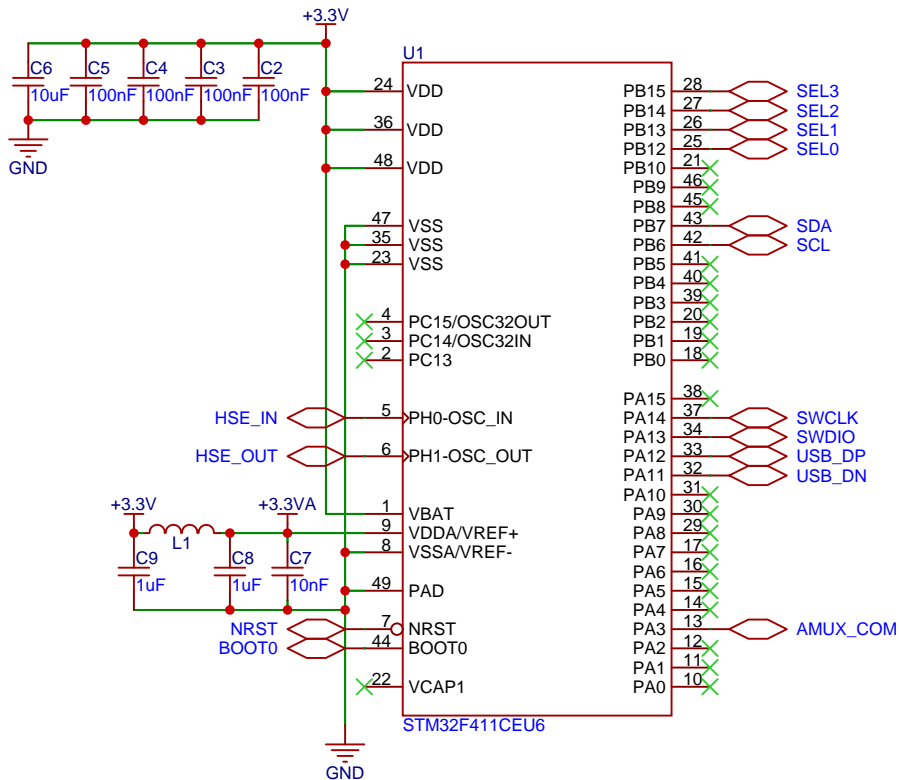 +3.3V
C6
C5
C4
C3
C2
10uF
100nF
100nF
100nF
100nF
GND
U1
24 VDD
36 VDD
48 VDD
47 VSS
35 VSS
23 VSS
4 PC15/OSC32OUT
3 PC14/OSC32IN
2 PC13
HSE_IN 5 PH0-OSC_IN
HSE_OUT 6 PH1-OSC_OUT
1 VBAT
9 VDDA/VREF+
8 VSSA/VREF-
49 PAD
NRST 7 NRST
BOOT0 44 BOOT0
22 VCAP1
+3.3V
+3.3VA
L1
C9
C8
C7
1uF
1uF
10nF
PB15 28 SEL3
PB14 27 SEL2
PB13 26 SEL1
PB12 25 SEL0
PB10 21
PB9 46
PB8 45
PB7 43 SDA
PB6 42 SCL
PB5 41
PB4 40
PB3 39
PB2 20
PB1 19
PB0 18
PA15 38
PA14 37 SWCLK
PA13 34 SWDIO
PA12 33 USB_DP
PA11 32 USB_DN
PA10 31
PA9 30
PA8 29
PA7 17
PA6 16
PA5 15
PA4 14
PA3 13 AMUX_COM
PA2 12
PA1 11
PA0 10
STM32F411CEU6
GND